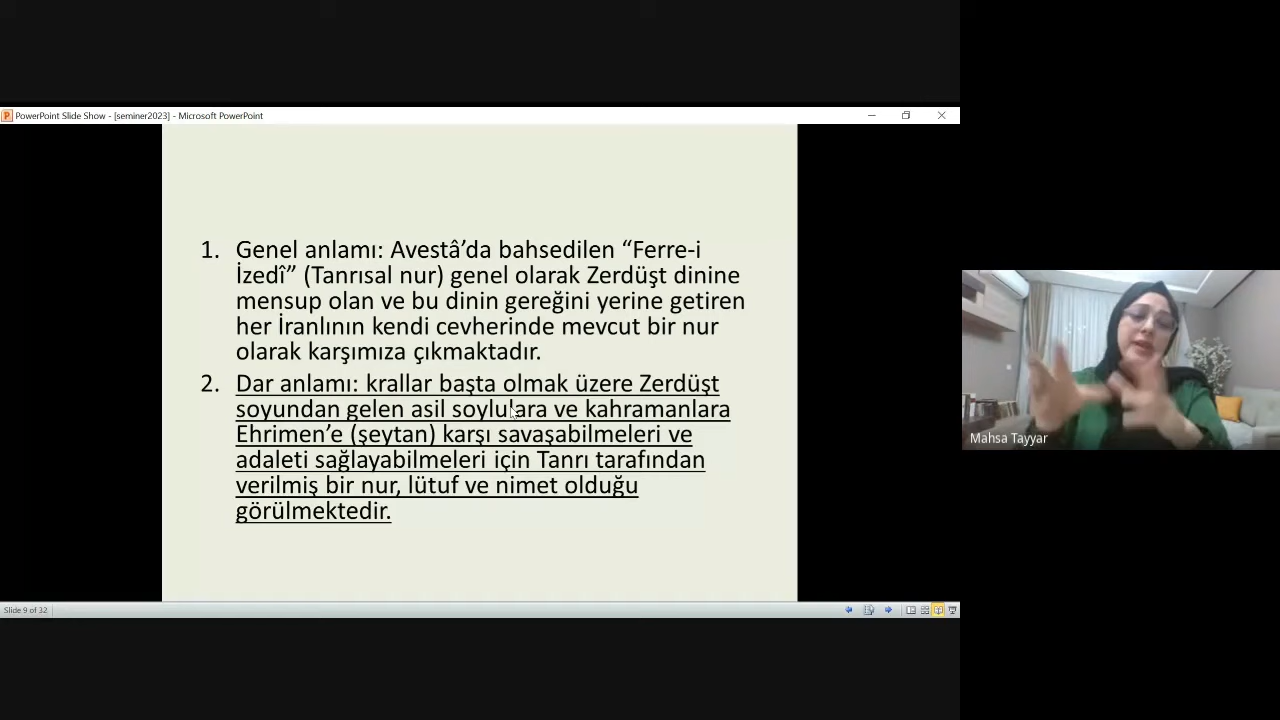 PowerPoint Slide Show - [seminer2023] - Microsoft PowerPoint
1. Genel anlamı: Avestâ’da bahsedilen “Ferre-i
İzedî” (Tanrısal nur) genel olarak Zerdüşt dinine
mensup olan ve bu dinin gereğini yerine getiren
her İranlının kendi cevherinde mevcut bir nur
olarak karşımıza çıkmaktadır.
2. Dar anlamı: krallar başta olmak üzere Zerdüşt
soyundan gelen asil soylulara ve kahramanlara
Ehrimen’e (şeytan) karşı savaşabilmeleri ve
adaleti sağlayabilmeleri için Tanrı tarafından
verilmiş bir nur, lütuf ve nimet olduğu
görülmektedir.
Mahsa Tayyar
Slide 9 of 32